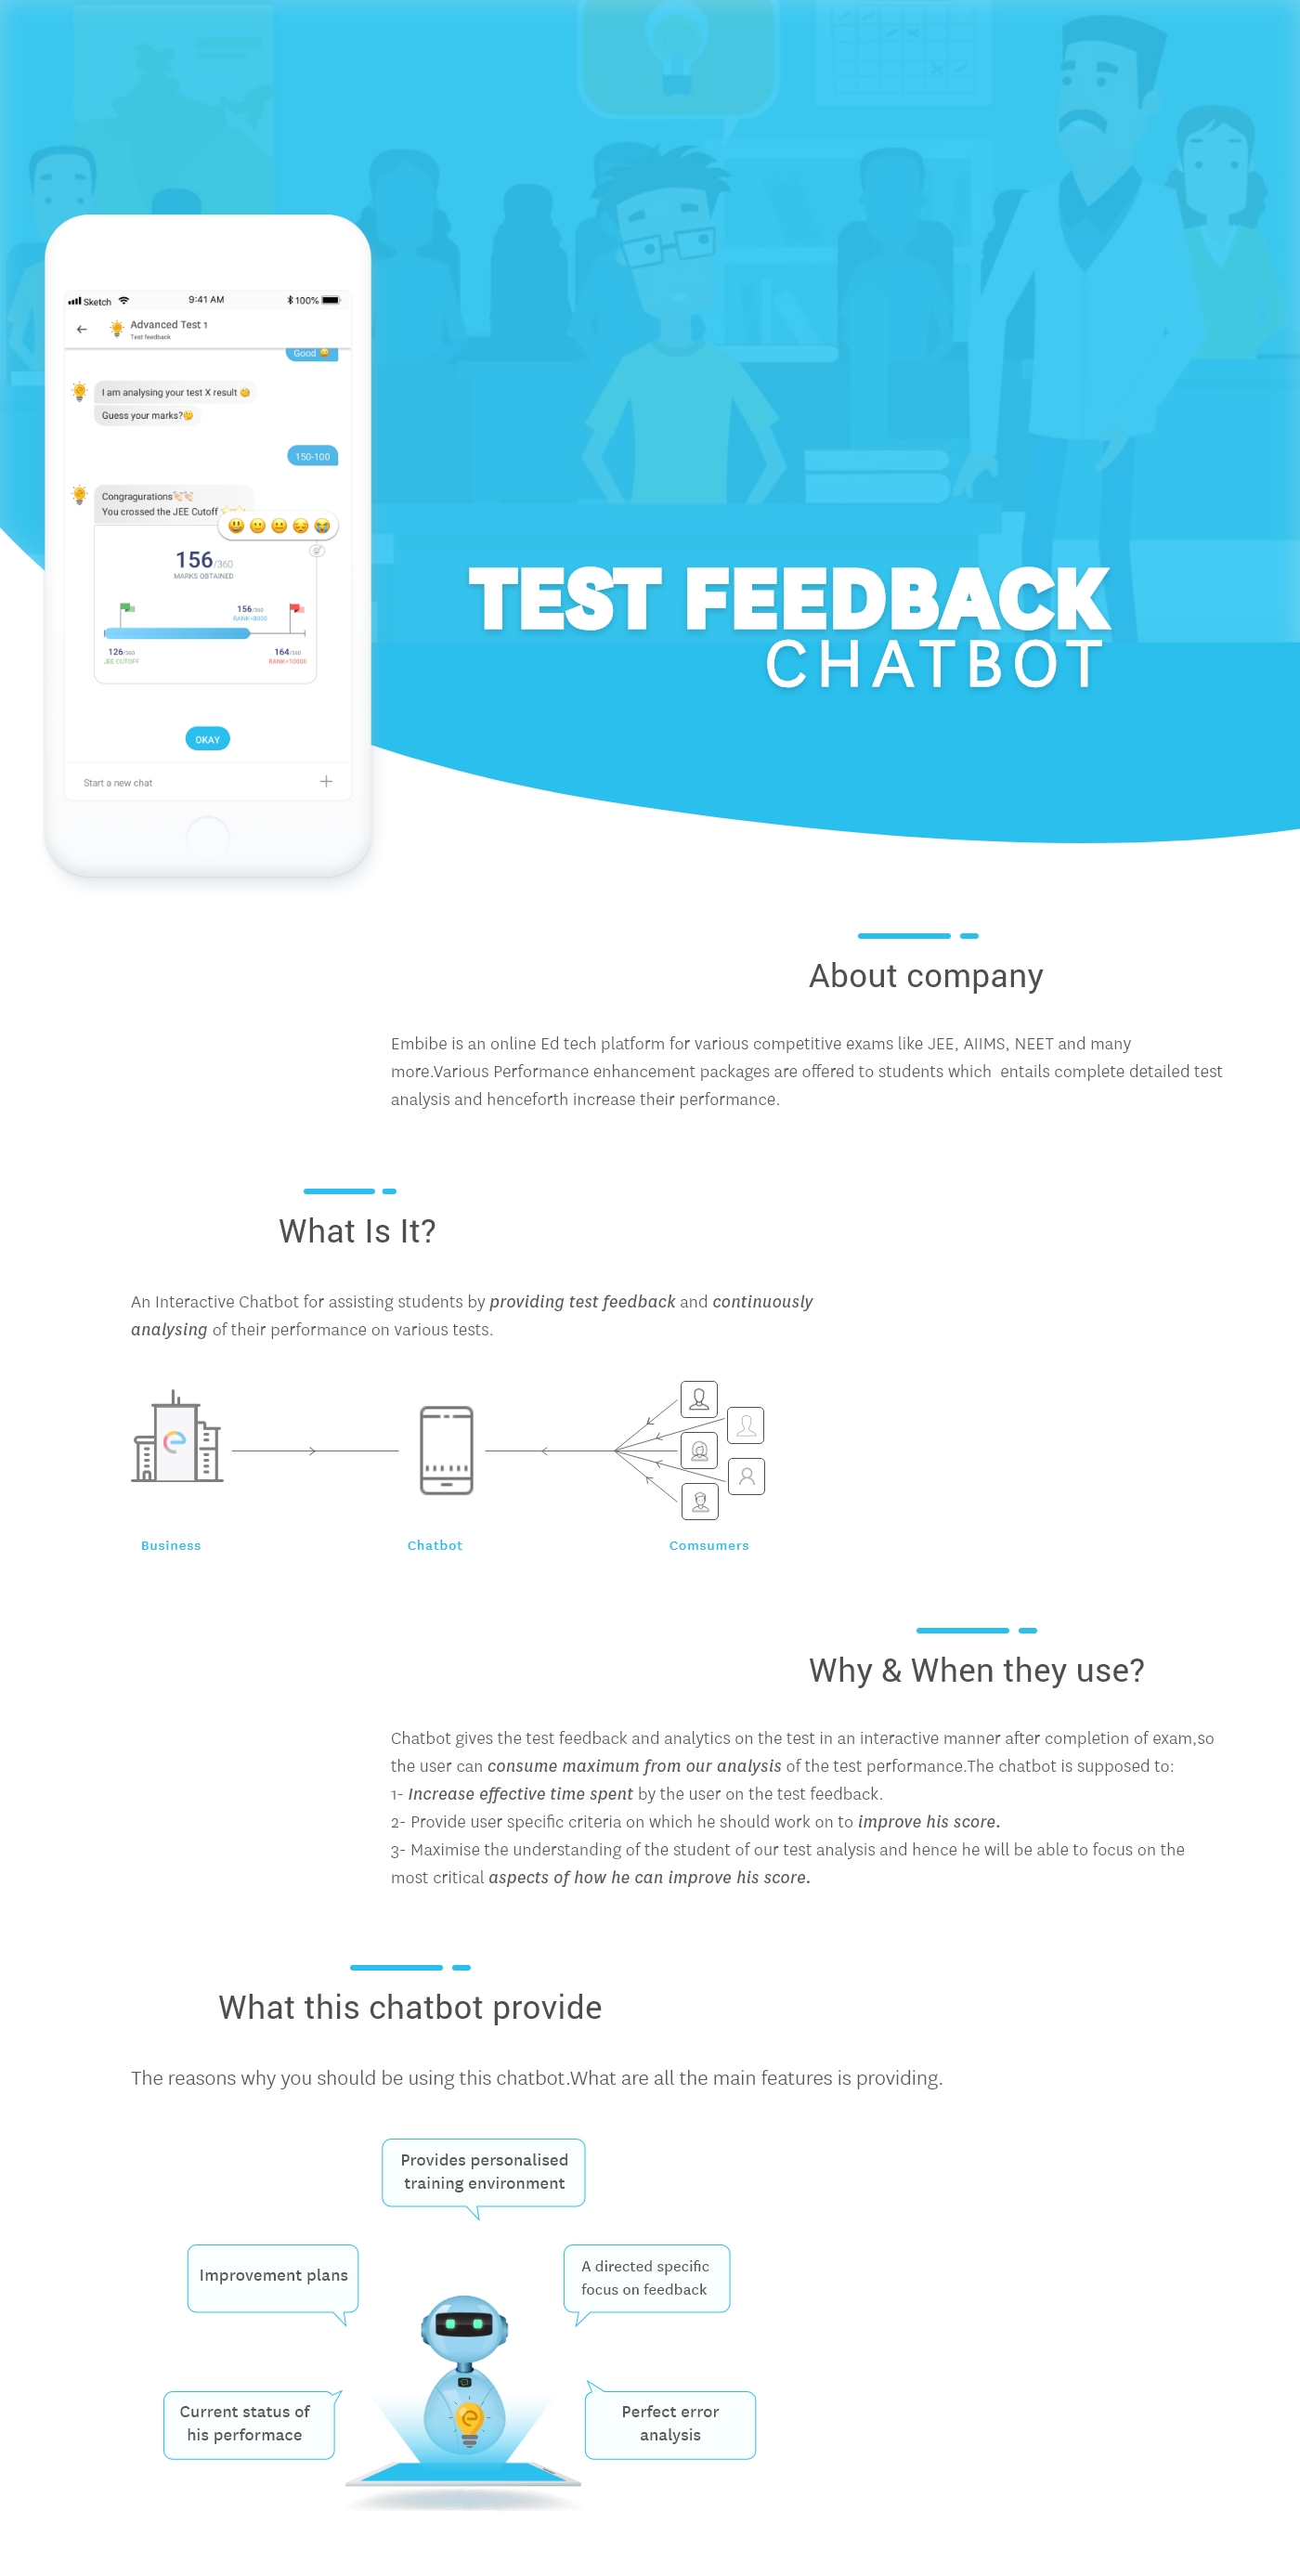 Sketch 9:41 AM 100%
Advanced Test 1
Test feedback
Good
I am analysing your test X result
Guess your marks?
150-100
Congragurations
You crossed the JEE Cutoff
156/360
MARKS OBTAINED
156/360
RANK=8000
126/360
JEE CUTOFF
164/360
RANK=10000
OKAY
Start a new chat
TEST FEEDBACK
CHATBOT
About company
Embibe is an online Ed tech platform for various competitive exams like JEE, AIIMS, NEET and many
more.Various Performance enhancement packages are offered to students which entails complete detailed test
analysis and henceforth increase their performance.
What Is It?
An Interactive Chatbot for assisting students by providing test feedback and continuously
analysing of their performance on various tests.
Business
Chatbot
Comsumers
Why & When they use?
Chatbot gives the test feedback and analytics on the test in an interactive manner after completion of exam,so
the user can consume maximum from our analysis of the test performance.The chatbot is supposed to:
1- Increase effective time spent by the user on the test feedback.
2- Provide user specific criteria on which he should work on to improve his score.
3- Maximise the understanding of the student of our test analysis and hence he will be able to focus on the
most critical aspects of how he can improve his score.
What this chatbot provide
The reasons why you should be using this chatbot.What are all the main features is providing.
Provides personalised
training environment
Improvement plans
A directed specific
focus on feedback
Current status of
his performace
Perfect error
analysis